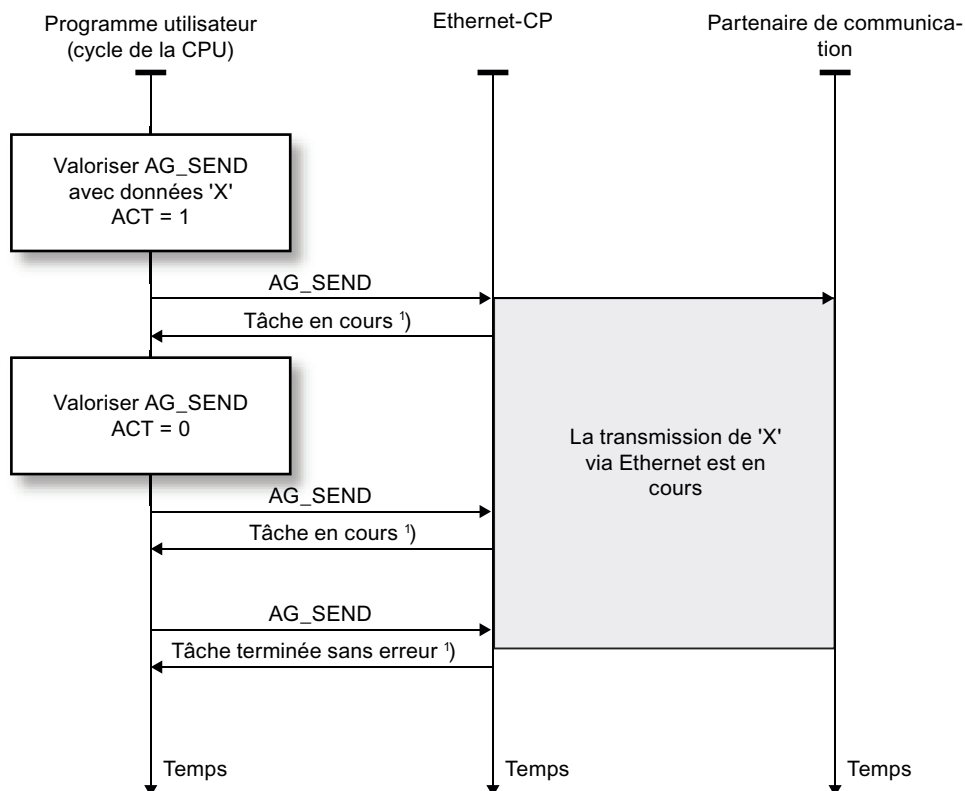 Programme utilisateur
(cycle de la CPU)
Ethernet-CP
Partenaire de communica-
tion
Valoriser AG_SEND
avec données 'X'
ACT = 1
AG_SEND
Tâche en cours ¹)
Valoriser AG_SEND
ACT = 0
La transmission de 'X'
via Ethernet est en
cours
AG_SEND
Tâche en cours ¹)
AG_SEND
Tâche terminée sans erreur ¹)
Temps
Temps
Temps